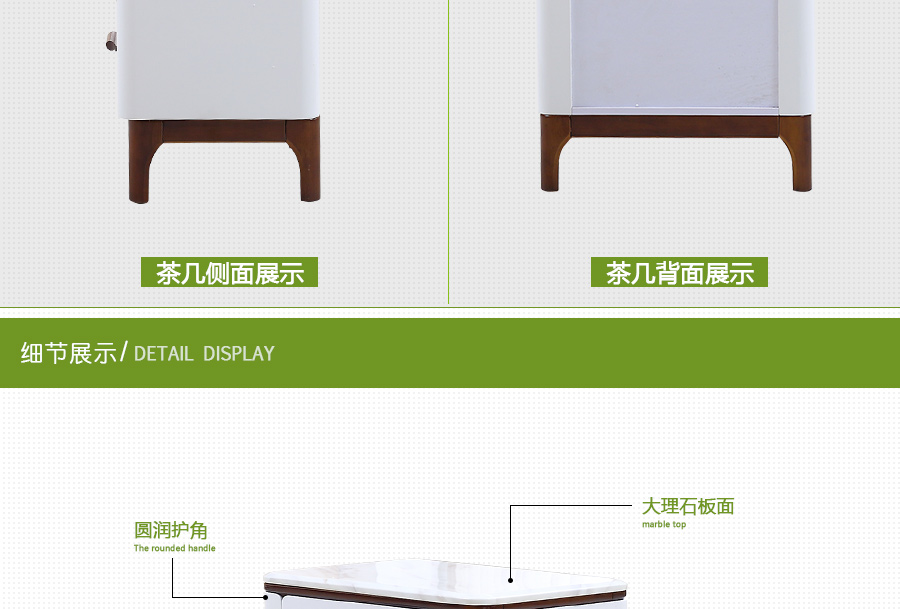 茶几侧面展示
茶几背面展示
细节展示/ DETAIL DISPLAY
大理石板面
marble top
圆润护角
The rounded handle